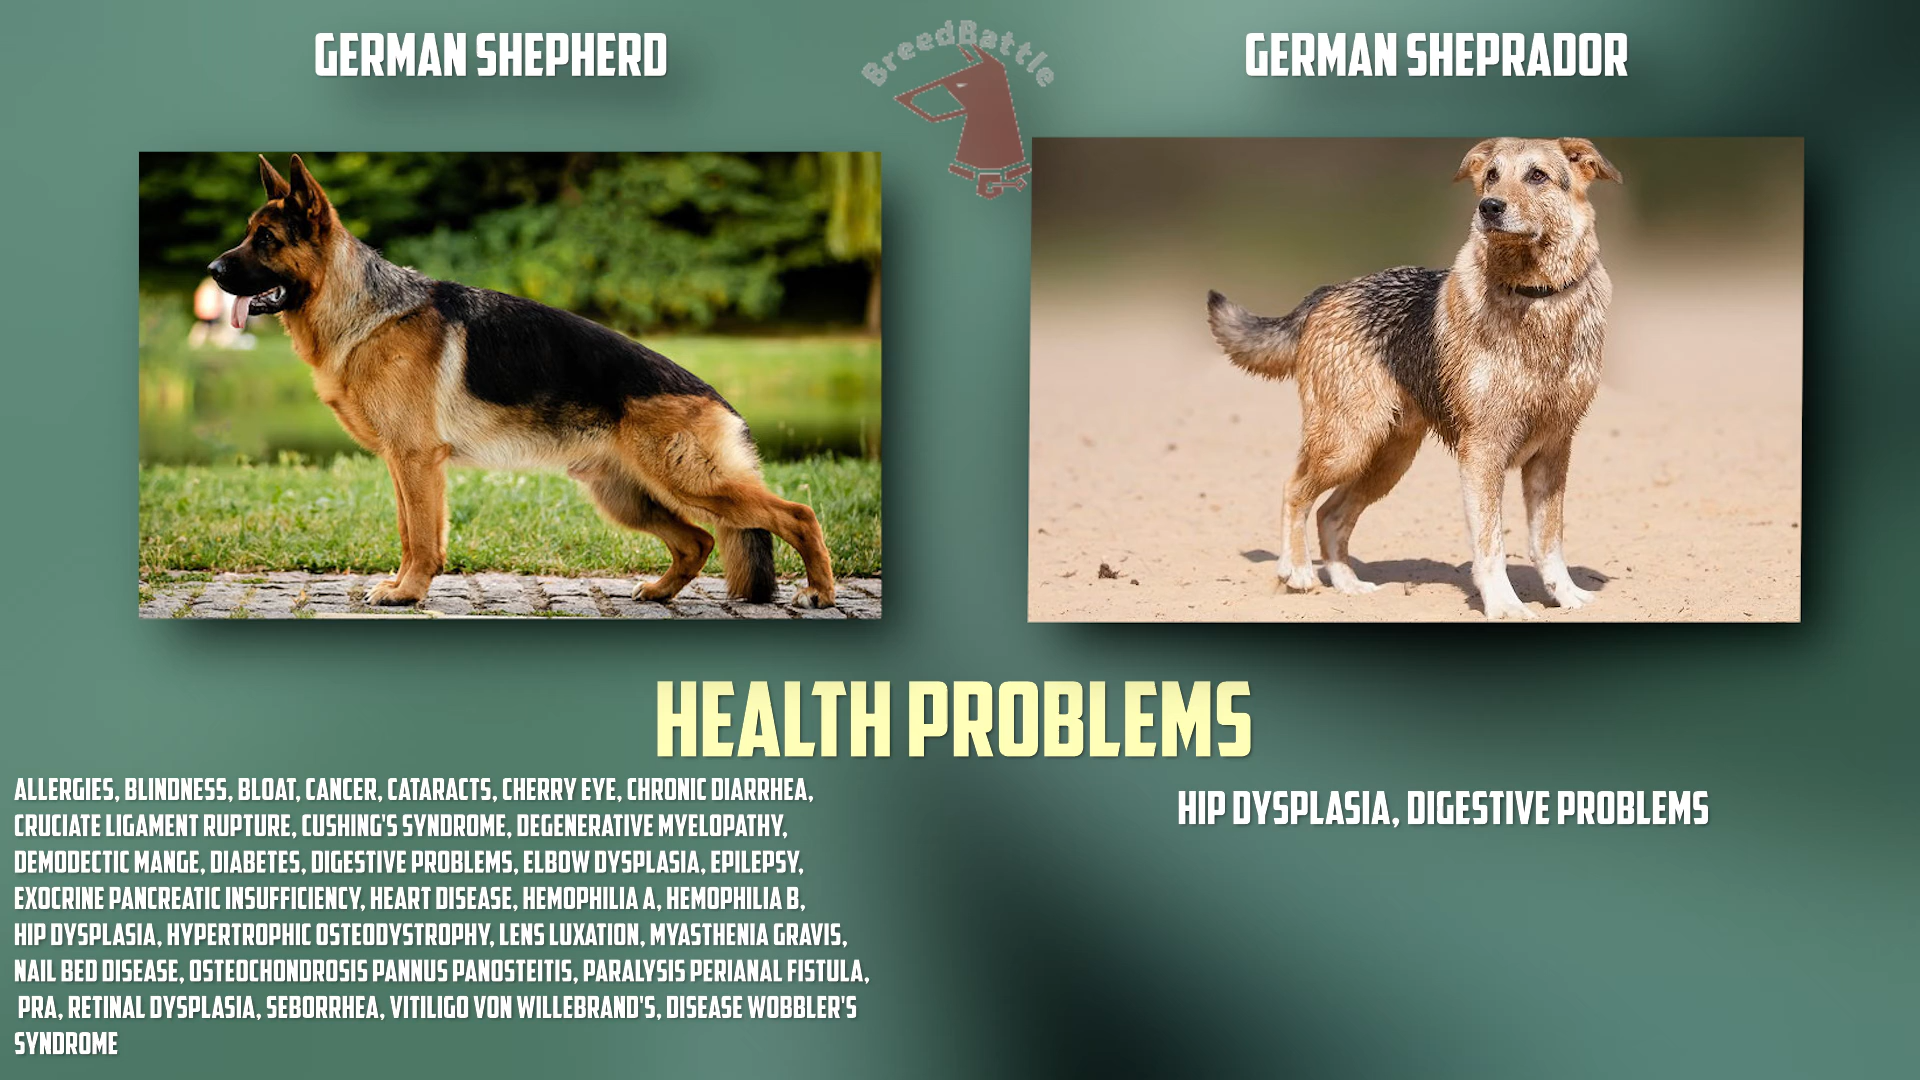 GERMAN SHEPHERD
BreedBattle
GERMAN SHEPRADOR
HEALTH PROBLEMS
ALLERGIES, BLINDNESS, BLOAT, CANCER, CATARACTS, CHERRY EYE, CHRONIC DIARRHEA,
CRUCIATE LIGAMENT RUPTURE, CUSHING'S SYNDROME, DEGENERATIVE MYELOPATHY,
DEMODECTIC MANGE, DIABETES, DIGESTIVE PROBLEMS, ELBOW DYSPLASIA, EPILEPSY,
EXOCRINE PANCREATIC INSUFFICIENCY, HEART DISEASE, HEMOPHILIA A, HEMOPHILIA B,
HIP DYSPLASIA, HYPERTROPHIC OSTEODYSTROPHY, LENS LUXATION, MYASTHENIA GRAVIS,
NAIL BED DISEASE, OSTEOCHONDROSIS PANNUS PANOSTEITIS, PARALYSIS PERIANAL FISTULA,
PRA, RETINAL DYSPLASIA, SEBORRHEA, VITILIGO VON WILLEBRAND'S, DISEASE WOBBLER'S
SYNDROME
HIP DYSPLASIA, DIGESTIVE PROBLEMS